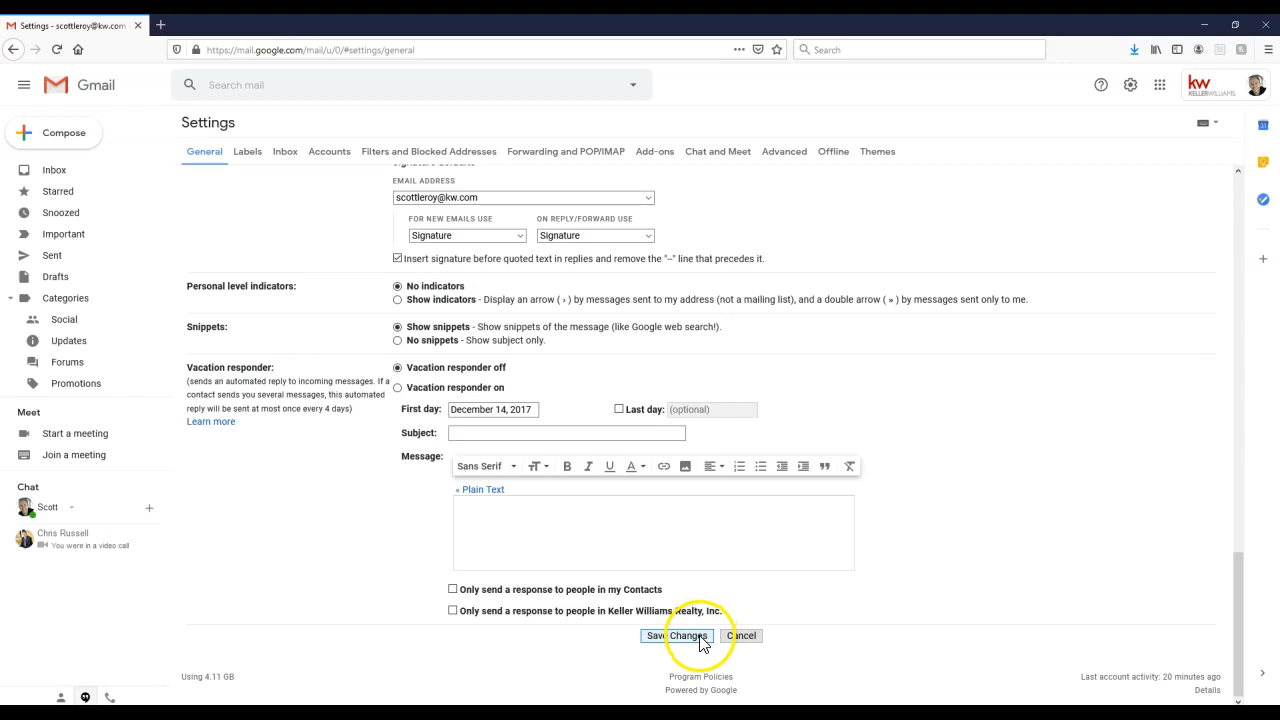 Settings - scottleroy@kw.com
https://mail.google.com/mail/u/0/#settings/general
Search
Gmail
Search mail
kw
KELLERWILLIAMS.
Compose
Inbox
Starred
Snoozed
Important
Sent
Drafts
Categories
Social
Updates
Forums
Promotions
Meet
Start a meeting
Join a meeting
Chat
Scott
Chris Russell
You were in a video call
Settings
General Labels Inbox Accounts Filters and Blocked Addresses Forwarding and POP/IMAP Add-ons Chat and Meet Advanced Offline Themes
Signature defaults
EMAIL ADDRESS
scottleroy@kw.com
FOR NEW EMAILS USE ON REPLY/FORWARD USE
Signature Signature
Insert signature before quoted text in replies and remove the "--" line that precedes it.
Personal level indicators: No indicators
Show indicators - Display an arrow ( › ) by messages sent to my address (not a mailing list), and a double arrow ( » ) by messages sent only to me.
Snippets: Show snippets - Show snippets of the message (like Google web search!).
No snippets - Show subject only.
Vacation responder: Vacation responder off
(sends an automated reply to incoming messages. If a
contact sends you several messages, this automated
reply will be sent at most once every 4 days)
Learn more
Vacation responder on
First day: December 14, 2017 Last day: (optional)
Subject:
Message:
Sans Serif
« Plain Text
Only send a response to people in my Contacts
Only send a response to people in Keller Williams Realty, Inc.
Save Changes Cancel
Using 4.11 GB
Program Policies
Powered by Google
Last account activity: 20 minutes ago
Details